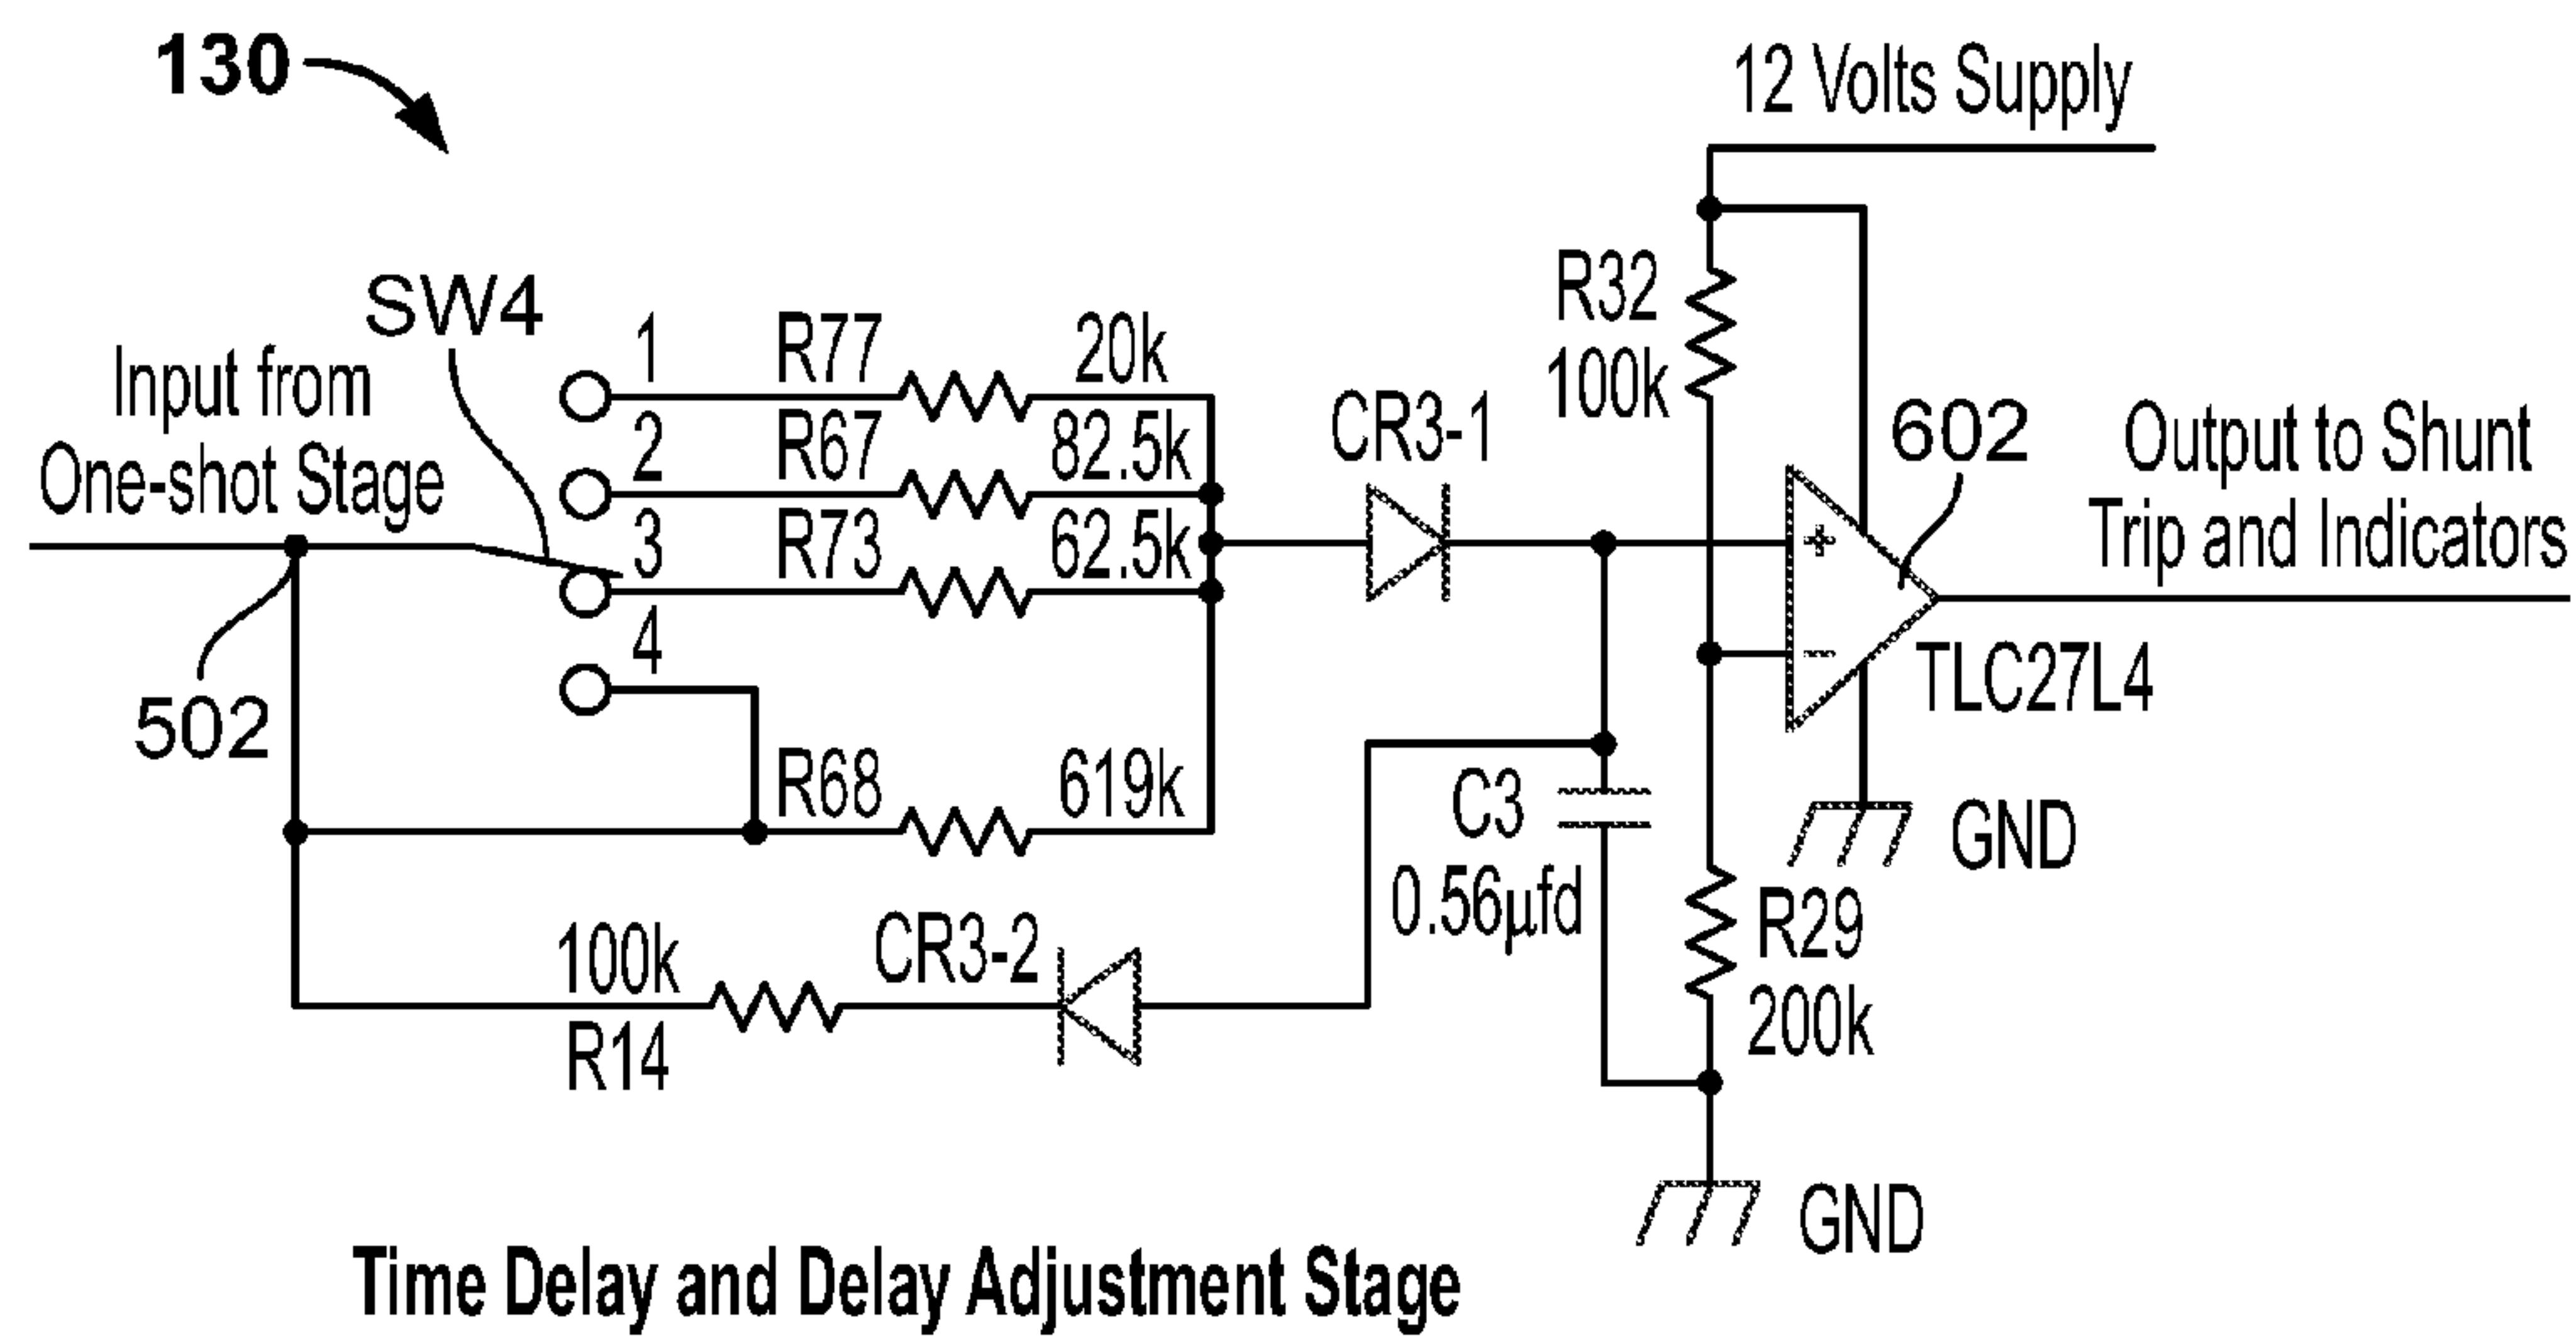 130
12 Volts Supply
SW4
Input from
One-shot Stage
502
1
R77
20k
2
R67
82.5k
3
R73
62.5k
4
R68
619k
100k
R14
CR3-2
CR3-1
C3
0.56µfd
R32
100k
+
−
602
TLC27L4
Output to Shunt
Trip and Indicators
GND
R29
200k
GND
Time Delay and Delay Adjustment Stage